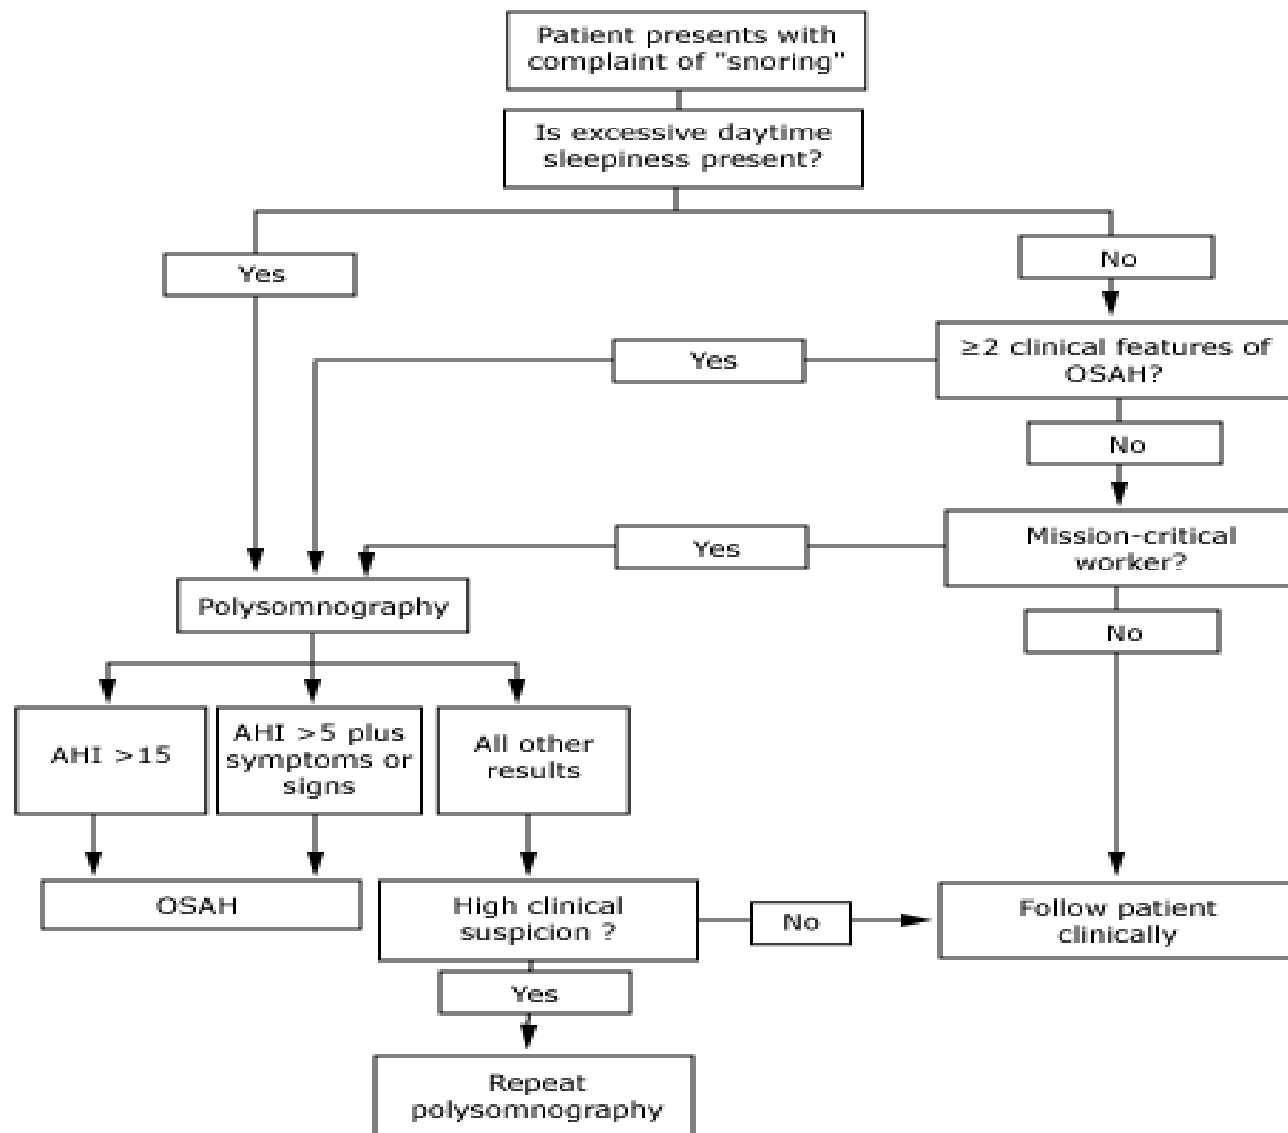 Patient presents with
complaint of "snoring"
Is excessive daytime
sleepiness present?
Yes
No
≥2 clinical features of
OSAH?
Yes
No
Mission-critical
worker?
Yes
No
Polysomnography
AHI >15
AHI >5 plus
symptoms or
signs
All other
results
OSAH
High clinical
suspicion ?
No
Follow patient
clinically
Yes
Repeat
polysomnography